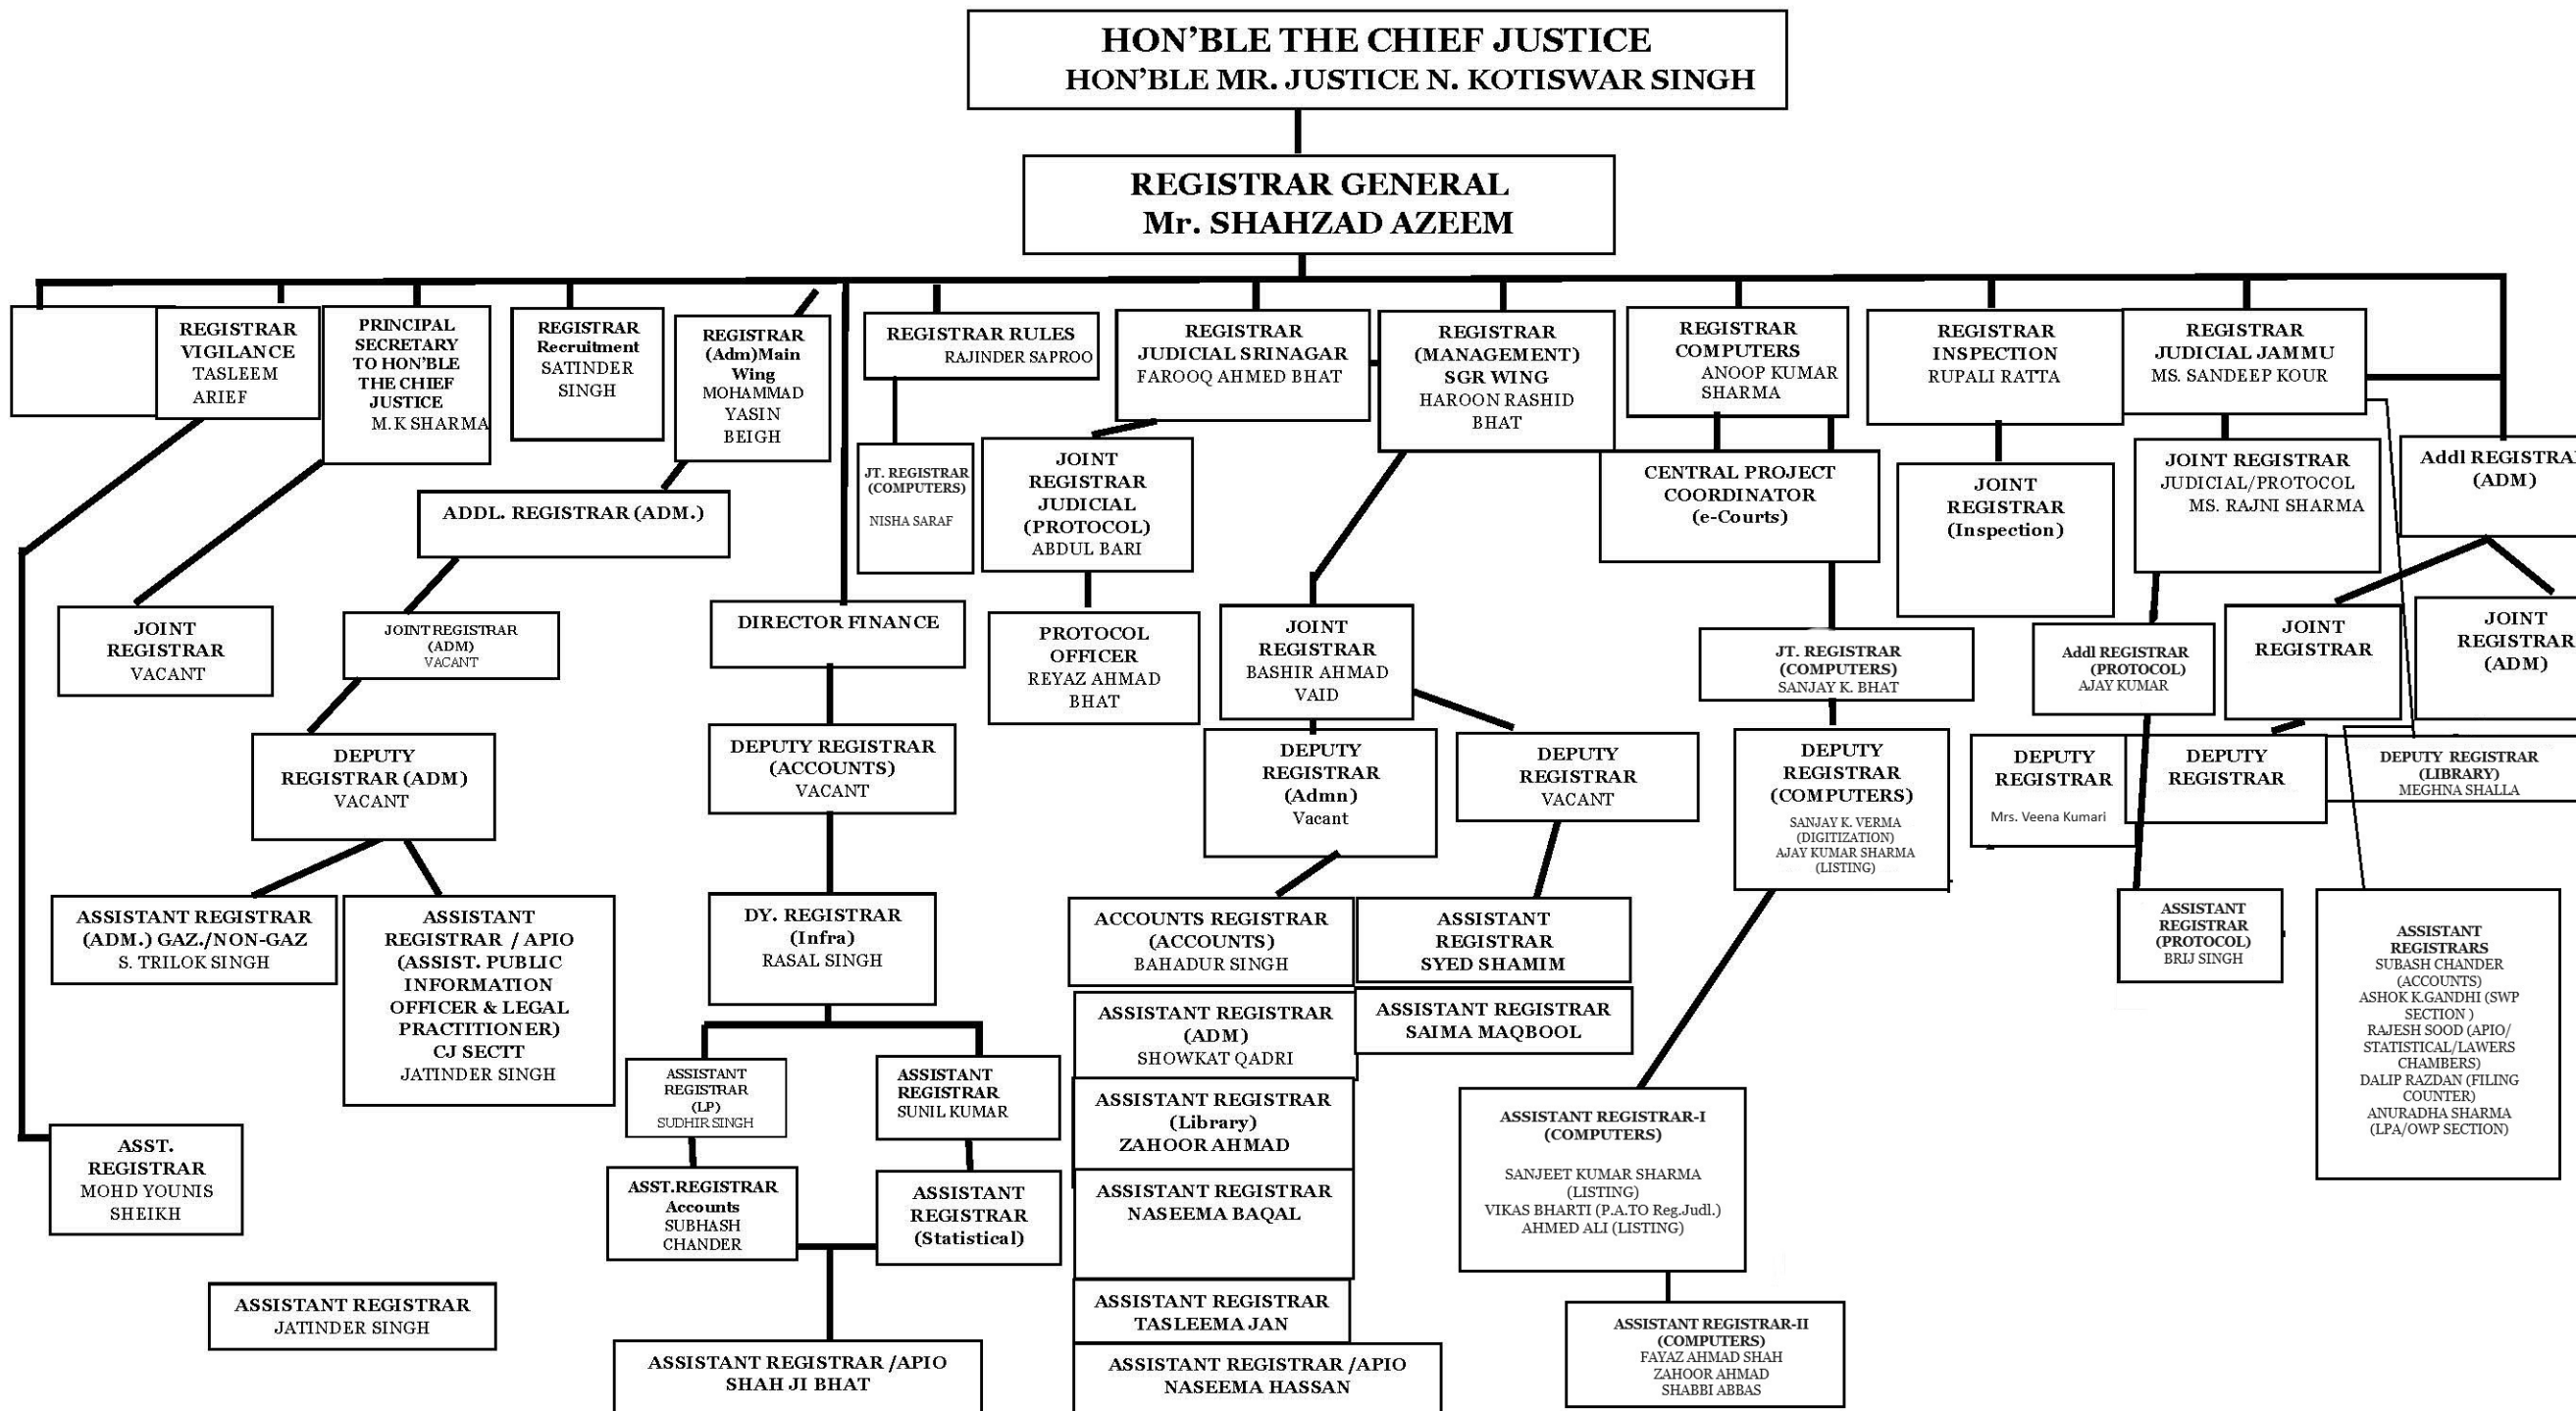 HON’BLE THE CHIEF JUSTICE
HON’BLE MR. JUSTICE N. KOTISWAR SINGH
REGISTRAR GENERAL
Mr. SHAHZAD AZEEM
REGISTRAR
VIGILANCE
TASLEEM
ARIEF
PRINCIPAL
SECRETARY
TO HON’BLE
THE CHIEF
JUSTICE
M.K SHARMA
REGISTRAR
Recruitment
SATINDER
SINGH
REGISTRAR
(Adm)Main
Wing
MOHAMMAD
YASIN
BEIGH
REGISTRAR RULES
RAJINDER SAPROO
REGISTRAR
JUDICIAL SRINAGAR
FAROOQ AHMED BHAT
REGISTRAR
(MANAGEMENT)
SGR WING
HAROON RASHID
BHAT
REGISTRAR
COMPUTERS
ANOOP KUMAR
SHARMA
REGISTRAR
INSPECTION
RUPALI RATTA
REGISTRAR
JUDICIAL JAMMU
MS. SANDEEP KOUR
ADDL. REGISTRAR (ADM.)
JT. REGISTRAR
(COMPUTERS)
NISHA SARAF
JOINT
REGISTRAR
JUDICIAL
(PROTOCOL)
ABDUL BARI
CENTRAL PROJECT
COORDINATOR
(e-Courts)
JOINT
REGISTRAR
(Inspection)
JOINT REGISTRAR
JUDICIAL/PROTOCOL
MS. RAJNI SHARMA
Addl REGISTRA
(ADM)
JOINT
REGISTRAR
VACANT
JOINT REGISTRAR
(ADM)
VACANT
DIRECTOR FINANCE
PROTOCOL
OFFICER
REYAZ AHMAD
BHAT
JOINT
REGISTRAR
BASHIR AHMAD
VAID
JT. REGISTRAR
(COMPUTERS)
SANJAY K. BHAT
Addl REGISTRAR
(PROTOCOL)
AJAY KUMAR
JOINT
REGISTRAR
JOINT
REGISTRAR
(ADM)
DEPUTY
REGISTRAR (ADM)
VACANT
DEPUTY REGISTRAR
(ACCOUNTS)
VACANT
DEPUTY
REGISTRAR
(Admn)
Vacant
DEPUTY
REGISTRAR
VACANT
DEPUTY
REGISTRAR
(COMPUTERS)
SANJAY K. VERMA
(DIGITIZATION)
AJAY KUMAR SHARMA
(LISTING)
DEPUTY
REGISTRAR
Mrs. Veena Kumari
DEPUTY
REGISTRAR
DEPUTY REGISTRAR
(LIBRARY)
MEGHNA SHALLA
ASSISTANT REGISTRAR
(ADM.) GAZ./NON-GAZ
S. TRILOK SINGH
ASSISTANT
REGISTRAR / APIO
(ASSIST. PUBLIC
INFORMATION
OFFICER & LEGAL
PRACTITIONER)
CJ SECTT
JATINDER SINGH
DY. REGISTRAR
(Infra)
RASAL SINGH
ACCOUNTS REGISTRAR
(ACCOUNTS)
BAHADUR SINGH
ASSISTANT
REGISTRAR
SYED SHAMIM
ASSISTANT
REGISTRAR
(PROTOCOL)
BRIJ SINGH
ASSISTANT
REGISTRARS
SUBASH CHANDER
(ACCOUNTS)
ASHOK K.GANDHI (SWP
SECTION )
RAJESH SOOD (APIO/
STATISTICAL/LAWERS
CHAMBERS)
DALIP RAZDAN (FILING
COUNTER)
ANURADHA SHARMA
(LPA/OWP SECTION)
ASSISTANT REGISTRAR
(ADM)
SHOWKAT QADRI
ASSISTANT REGISTRAR
SAIMA MAQBOOL
ASSISTANT
REGISTRAR
(LP)
SUDHIR SINGH
ASSISTANT
REGISTRAR
SUNIL KUMAR
ASSISTANT REGISTRAR
(Library)
ZAHOOR AHMAD
ASSISTANT REGISTRAR-I
(COMPUTERS)
SANJEET KUMAR SHARMA
(LISTING)
VIKAS BHARTI (P.A.TO Reg.Judl.)
AHMED ALI (LISTING)
ASST.
REGISTRAR
MOHD YOUNIS
SHEIKH
ASST.REGISTRAR
Accounts
SUBHASH
CHANDER
ASSISTANT
REGISTRAR
(Statistical)
ASSISTANT REGISTRAR
NASEEMA BAQAL
ASSISTANT REGISTRAR
JATINDER SINGH
ASSISTANT REGISTRAR
TASLEEMA JAN
ASSISTANT REGISTRAR-II
(COMPUTERS)
FAYAZ AHMAD SHAH
ZAHOOR AHMAD
SHABBI ABBAS
ASSISTANT REGISTRAR /APIO
SHAH JI BHAT
ASSISTANT REGISTRAR /APIO
NASEEMA HASSAN